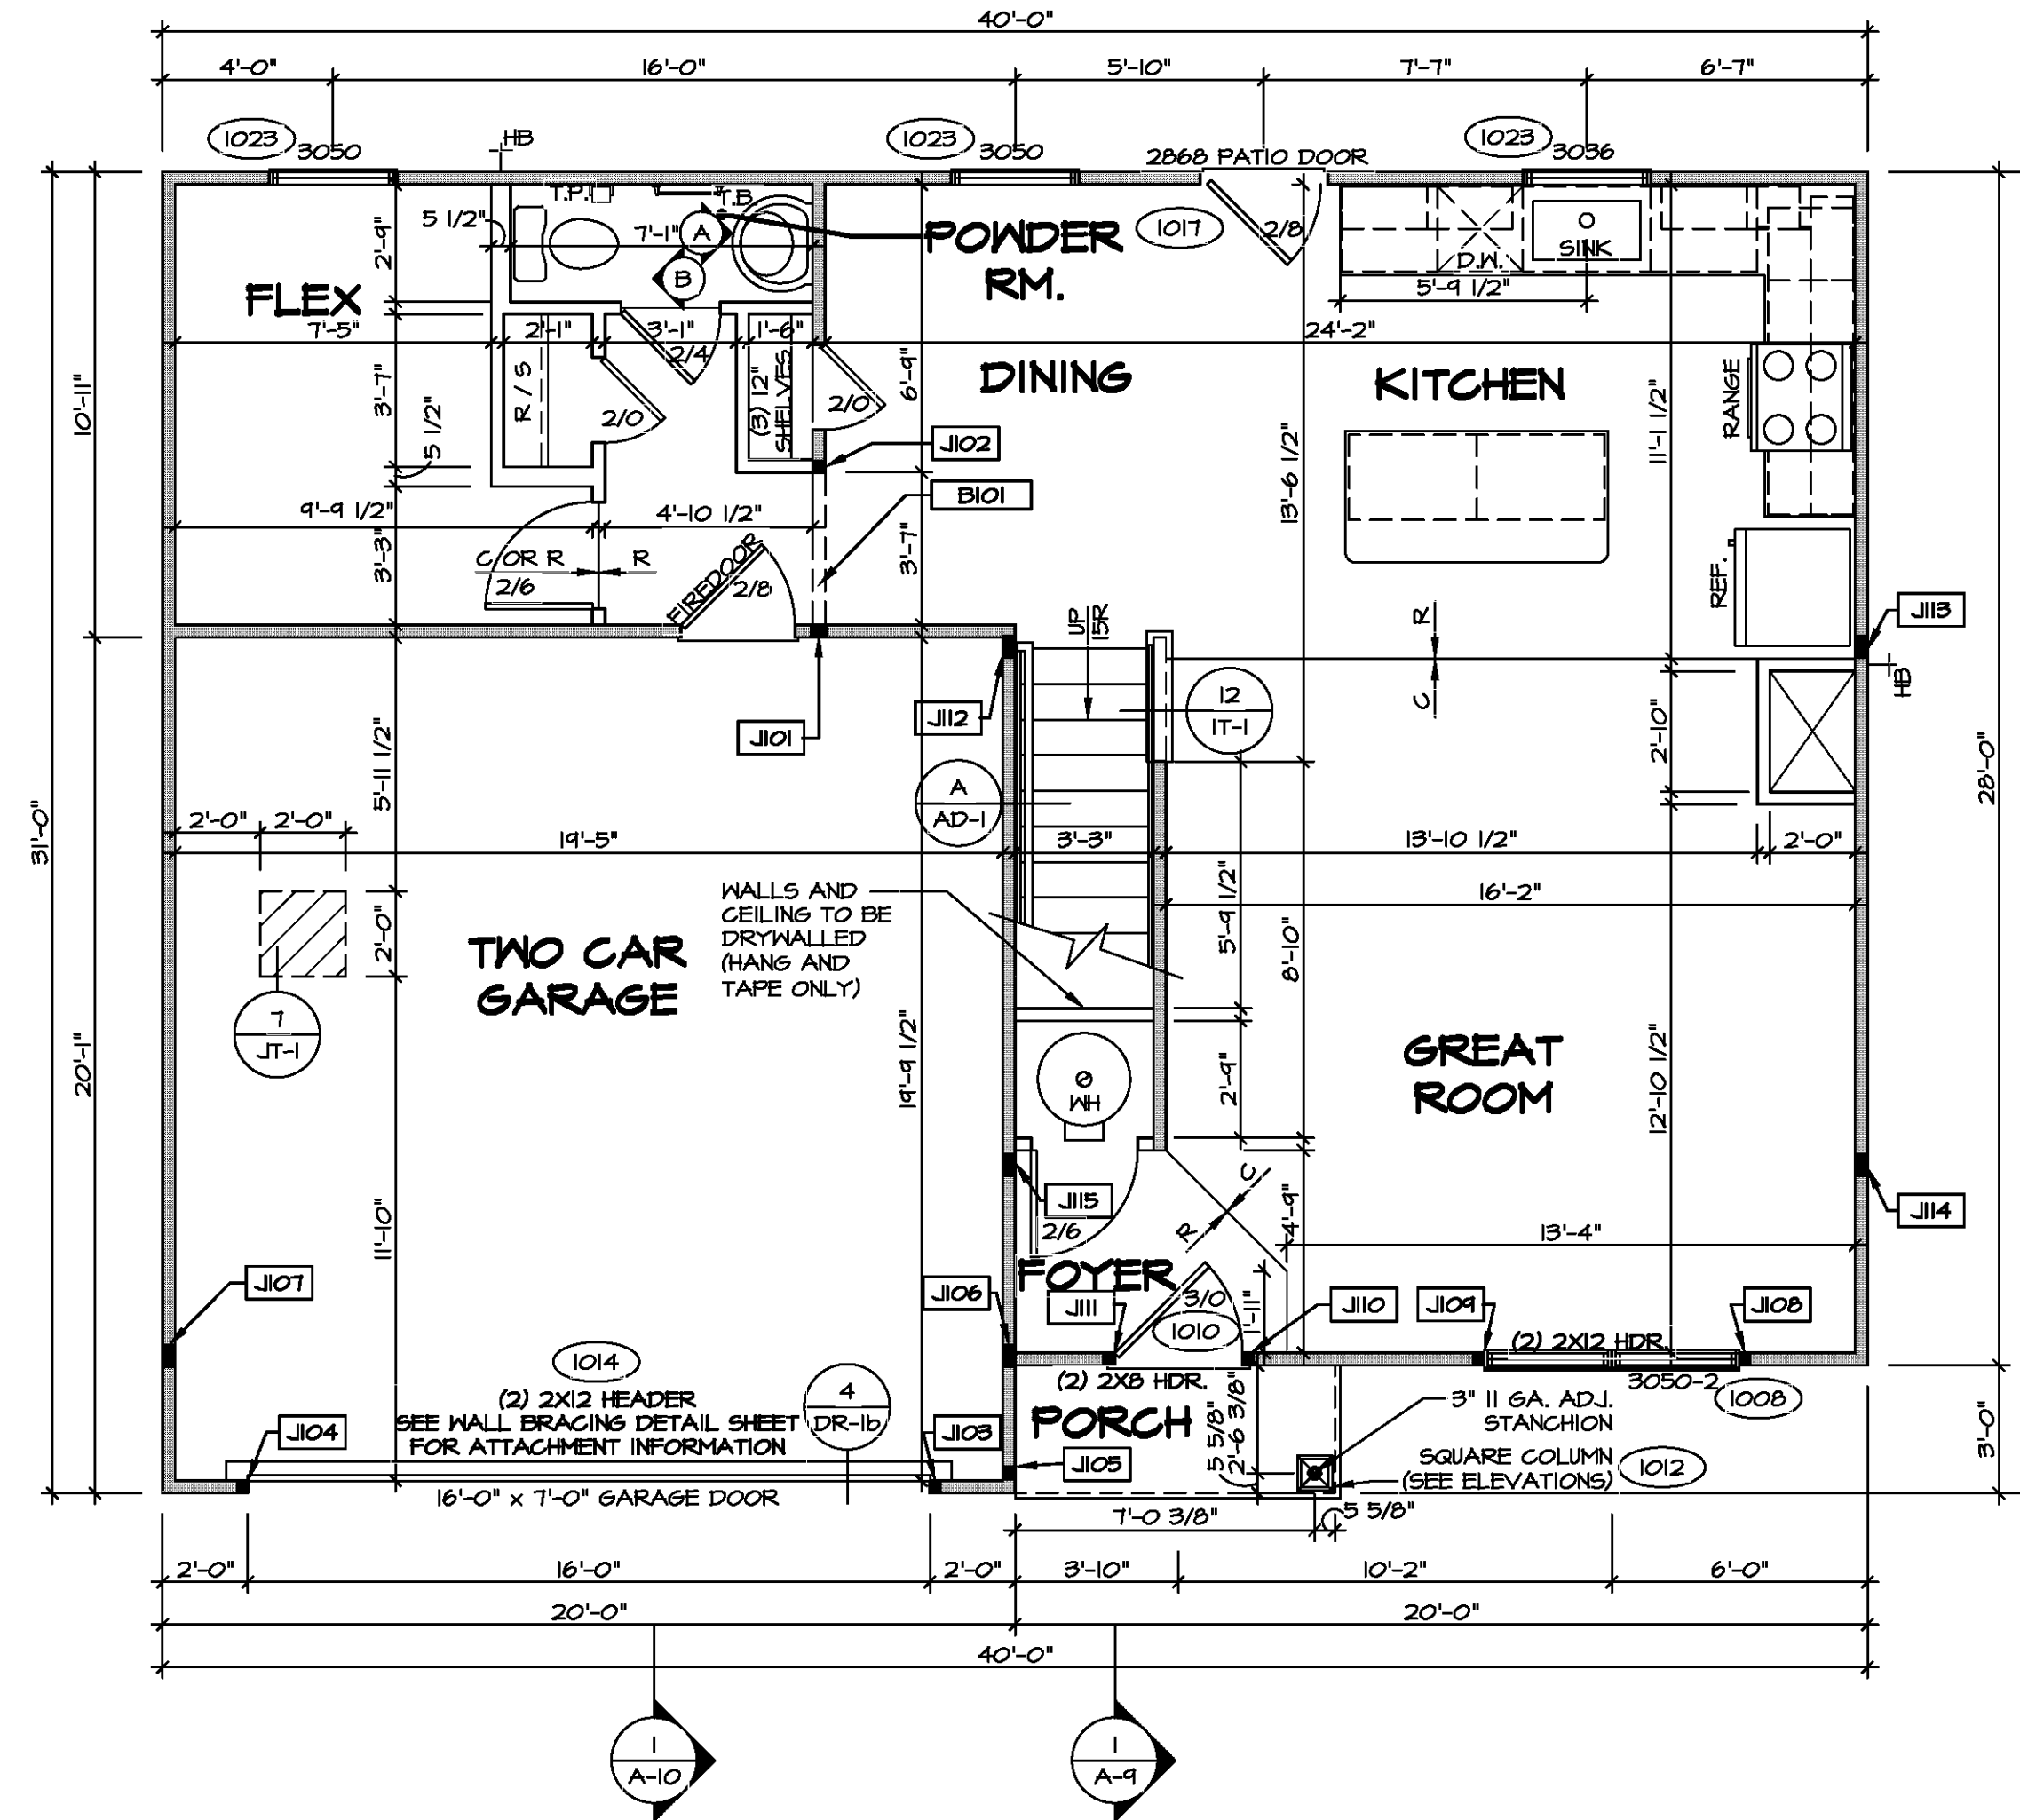 40'-0"
4'-0" 16'-0" 5'-10" 7'-7" 6'-7"
1023 3050 HB 1023 3050 2868 PATIO DOOR 1023 3036
T.P. T.B.
5 1/2" 7'-1" A POWDER 1017 2/8 SINK
RM.
B D.W.
2'-9" 5'-9 1/2"
FLEX
7'-5" 2'-1" 3'-1" 1'-6" 24'-2"
2/4
10'-11" 3'-7" R / S 2/0 (3) 12" SHELVES 2/0 6'-9" DINING KITCHEN RANGE
5 1/2" J102 13'-6 1/2" 11'-1 1/2"
B101
9'-9 1/2" 4'-10 1/2"
3'-3" C OR R R FIREDOOR 3'-7"
2/6 2/8 REF.
UP 15R R J113
HB
J101 J112 12 C
1T-1 2'-10"
5'-11 1/2" 28'-0"
A
AD-1
31'-0" 2'-0" 2'-0"
19'-5" 3'-3" 13'-10 1/2" 2'-0"
WALLS AND
CEILING TO BE
DRYWALLED
(HANG AND
TAPE ONLY)
5'-9 1/2" 16'-2"
2'-0" TWO CAR
GARAGE
8'-10"
7
JT-1
20'-1" 19'-9 1/2" WH 2'-9" GREAT
ROOM
12'-10 1/2"
11'-10" J115 C
2/6 R 4'-9" J114
13'-4"
J107 FOYER
J106 J111 3/0 1'-11" J110 J109 J108
1010
1014 (2) 2X12 HDR.
(2) 2X12 HEADER 4 (2) 2X8 HDR. 3050-2 1008
SEE WALL BRACING DETAIL SHEET DR-1b
FOR ATTACHMENT INFORMATION
J104 J103 PORCH 5 5/8" 2'-6 3/8" 3" 11 GA. ADJ.
STANCHION
J105 SQUARE COLUMN 1012
(SEE ELEVATIONS) 3'-0"
16'-0" x 7'-0" GARAGE DOOR
7'-0 3/8" 5 5/8"
2'-0" 16'-0" 2'-0" 3'-10" 10'-2" 6'-0"
20'-0" 20'-0"
40'-0"
1 1
A-10 A-9